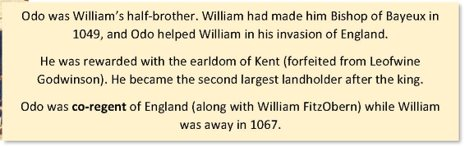 Odo was William's half-brother. William had made him Bishop of Bayeux in
1049, and Odo helped William in his invasion of England.
He was rewarded with the earldom of Kent (forfeited from Leofwine
Godwinson). He became the second largest landholder after the king.
Odo was co-regent of England (along with William FitzObern) while William
was away in 1067.